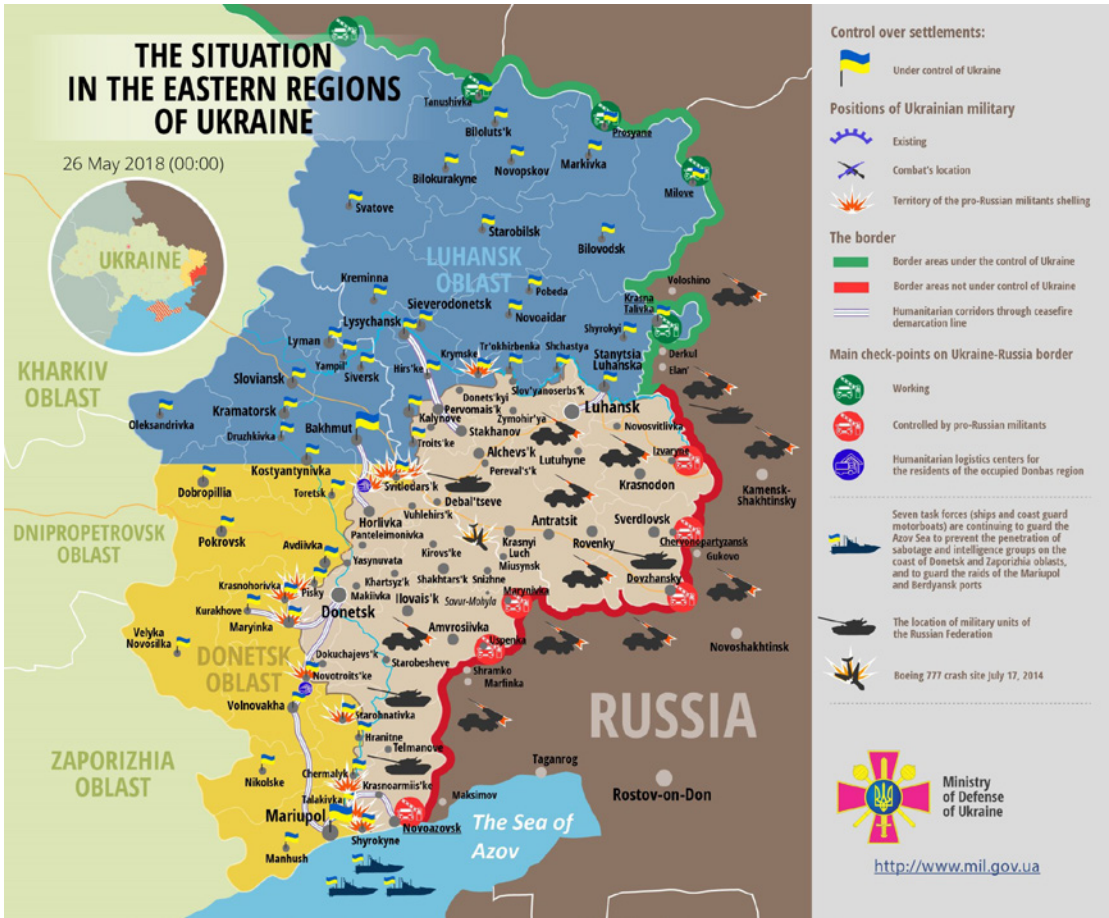 THE SITUATION
IN THE EASTERN REGIONS
OF UKRAINE
26 May 2018 (00:00)
UKRAINE
KHARKIV
OBLAST
DNIPROPETROVSK
OBLAST
ZAPORIZHIA
OBLAST
LUHANSK
OBLAST
DONETSK
OBLAST
RUSSIA
The Sea of
Azov
Tanushivka
Biloluts'k
Prosyane
Bilokurakyne
Novopskov
Markivka
Milove
Svatove
Starobilsk
Bilovodsk
Kreminna
Sieverodonetsk
Pobeda
Voloshino
Krasna
Talivka
Lysychansk
Novoaidar
Shyrokyi
Lyman
Krymske
Tr'okhizbenka
Shchastya
Stanytsia
Luhanska
Derkul
Yampil'
Siversk
Hirs'ke
Elan'
Sloviansk
Slov'yanoserbs'k
Donets'kyi
Pervomais'k
Luhansk
Oleksandrivka
Kramatorsk
Kalynove
Zymohir'ya
Novosvitlivka
Druzhkivka
Bakhmut
Stakhanov
Troits'ke
Alchevs'k
Lutuhyne
Izvaryne
Kostyantynivka
Pereval's'k
Dobropillia
Toretsk
Svitlodars'k
Krasnodon
Kamensk-
Shakhtinsky
Debal'tseve
Horlivka
Vuhlehirs'k
Antratsit
Sverdlovsk
Pokrovsk
Panteleimonivka
Krasnyi
Luch
Rovenky
Chervonopartyzansk
Avdiivka
Kirovs'ke
Gukovo
Yasynuvata
Miusynsk
Krasnohorivka
Pisky
Khartsyz'k
Shakhtars'k
Snizhne
Dovzhansky
Makiivka
Marynivka
Kurakhove
Ilovais'k
Savur-Mohyla
Donetsk
Maryinka
Amvrosiivka
Velyka
Novosilka
Uspenka
Novoshakhtinsk
Dokuchajevs'k
Starobesheve
Shramko
Novotroits'ke
Marfinka
Volnovakha
Starohnativka
Hranitne
Telmanove
Taganrog
Nikolske
Chermalyk
Krasnoarmiis'ke
Rostov-on-Don
Talakivka
Maksimov
Mariupol
Novoazovsk
Shyrokyne
Manhush
Control over settlements:
Under control of Ukraine
Positions of Ukrainian military
Existing
Combat's location
Territory of the pro-Russian militants shelling
The border
Border areas under the control of Ukraine
Border areas not under control of Ukraine
Humanitarian corridors through ceasefire
demarcation line
Main check-points on Ukraine-Russia border
Working
Controlled by pro-Russian militants
Humanitarian logistics centers for
the residents of the occupied Donbas region
Seven task forces (ships and coast guard
motorboats) are continuing to guard the
Azov Sea to prevent the penetration of
sabotage and intelligence groups on the
coast of Donetsk and Zaporizhia oblasts,
and to guard the raids of the Mariupol
and Berdyansk ports
The location of military units of
the Russian Federation
Boeing 777 crash site July 17, 2014
Ministry
of Defense
of Ukraine
http://www.mil.gov.ua